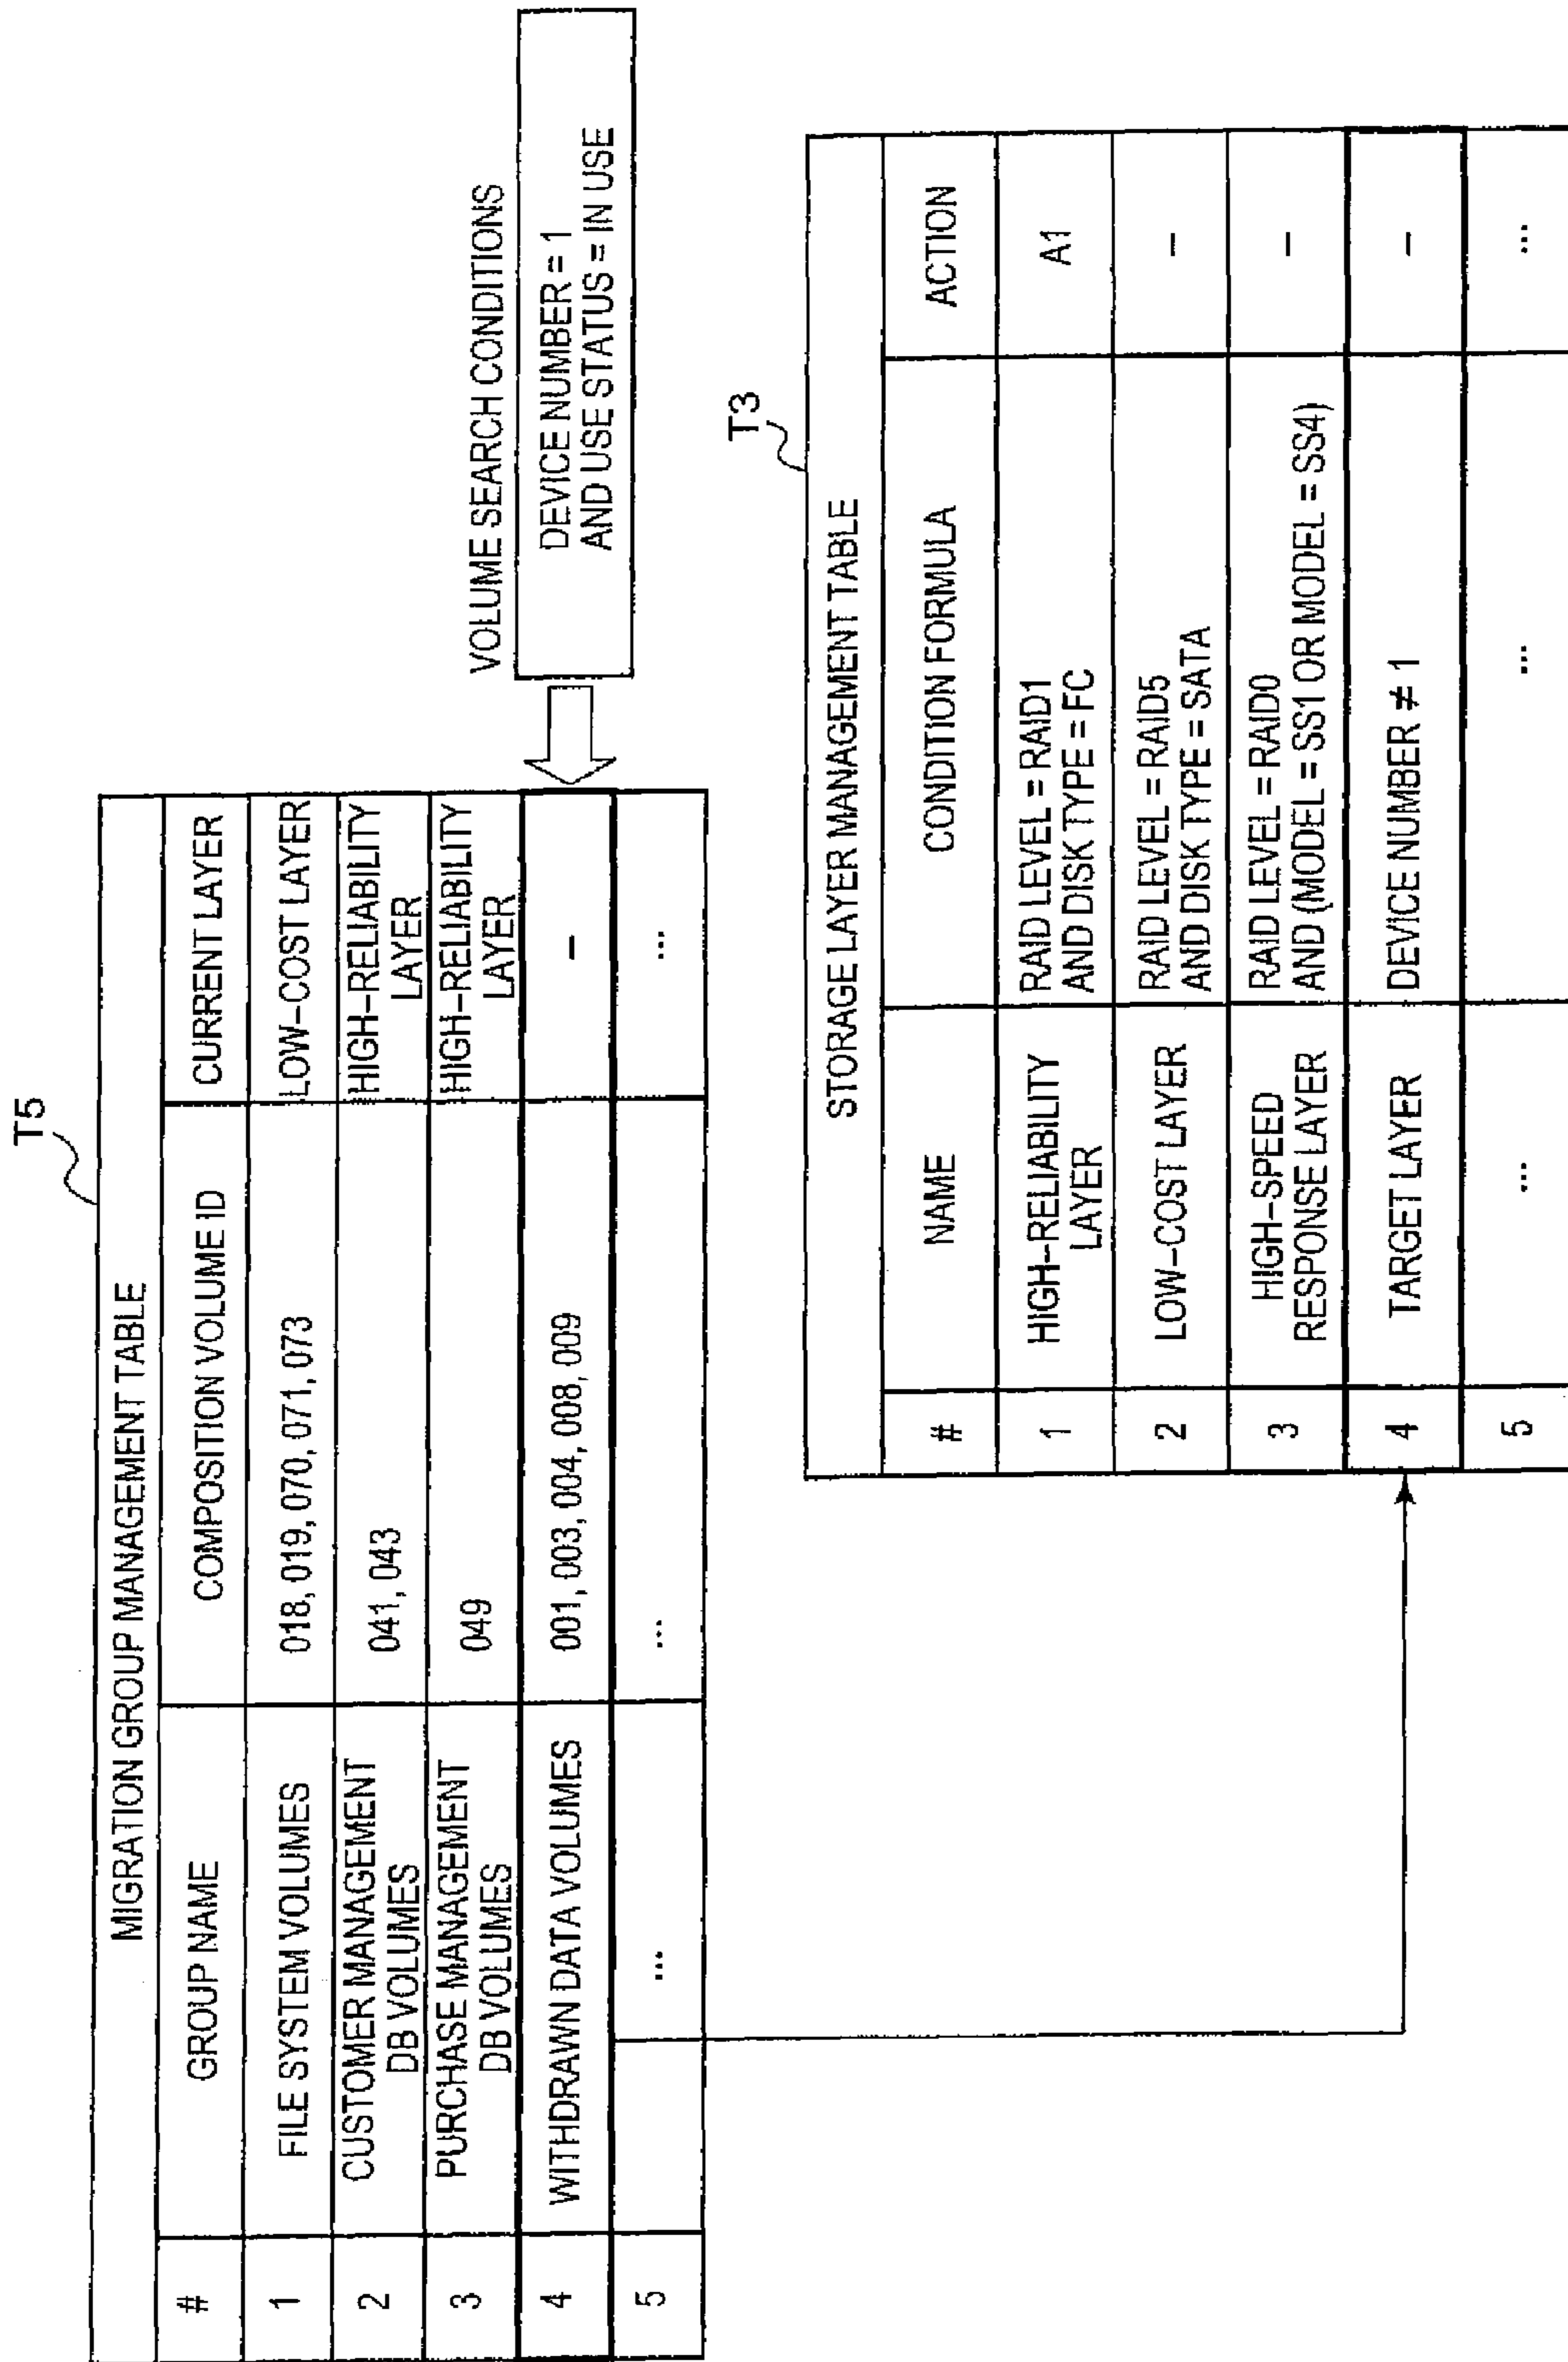 T5
MIGRATION GROUP MANAGEMENT TABLE
# GROUP NAME COMPOSITION VOLUME ID CURRENT LAYER
1 FILE SYSTEM VOLUMES 018, 019, 070, 071, 073 LOW-COST LAYER
2 CUSTOMER MANAGEMENT DB VOLUMES 041, 043 HIGH-RELIABILITY LAYER
3 PURCHASE MANAGEMENT DB VOLUMES 049 HIGH-RELIABILITY LAYER
4 WITHDRAWN DATA VOLUMES 001, 003, 004, 008, 009 –
5 ... ... ...
VOLUME SEARCH CONDITIONS
DEVICE NUMBER = 1
AND USE STATUS = IN USE
T3
STORAGE LAYER MANAGEMENT TABLE
# NAME CONDITION FORMULA ACTION
1 HIGH-RELIABILITY LAYER RAID LEVEL = RAID1 AND DISK TYPE = FC A1
2 LOW-COST LAYER RAID LEVEL = RAID5 AND DISK TYPE = SATA –
3 HIGH-SPEED RESPONSE LAYER RAID LEVEL = RAID0 AND (MODEL = SS1 OR MODEL = SS4) –
4 TARGET LAYER DEVICE NUMBER ≠ 1 –
5 ... ... ...